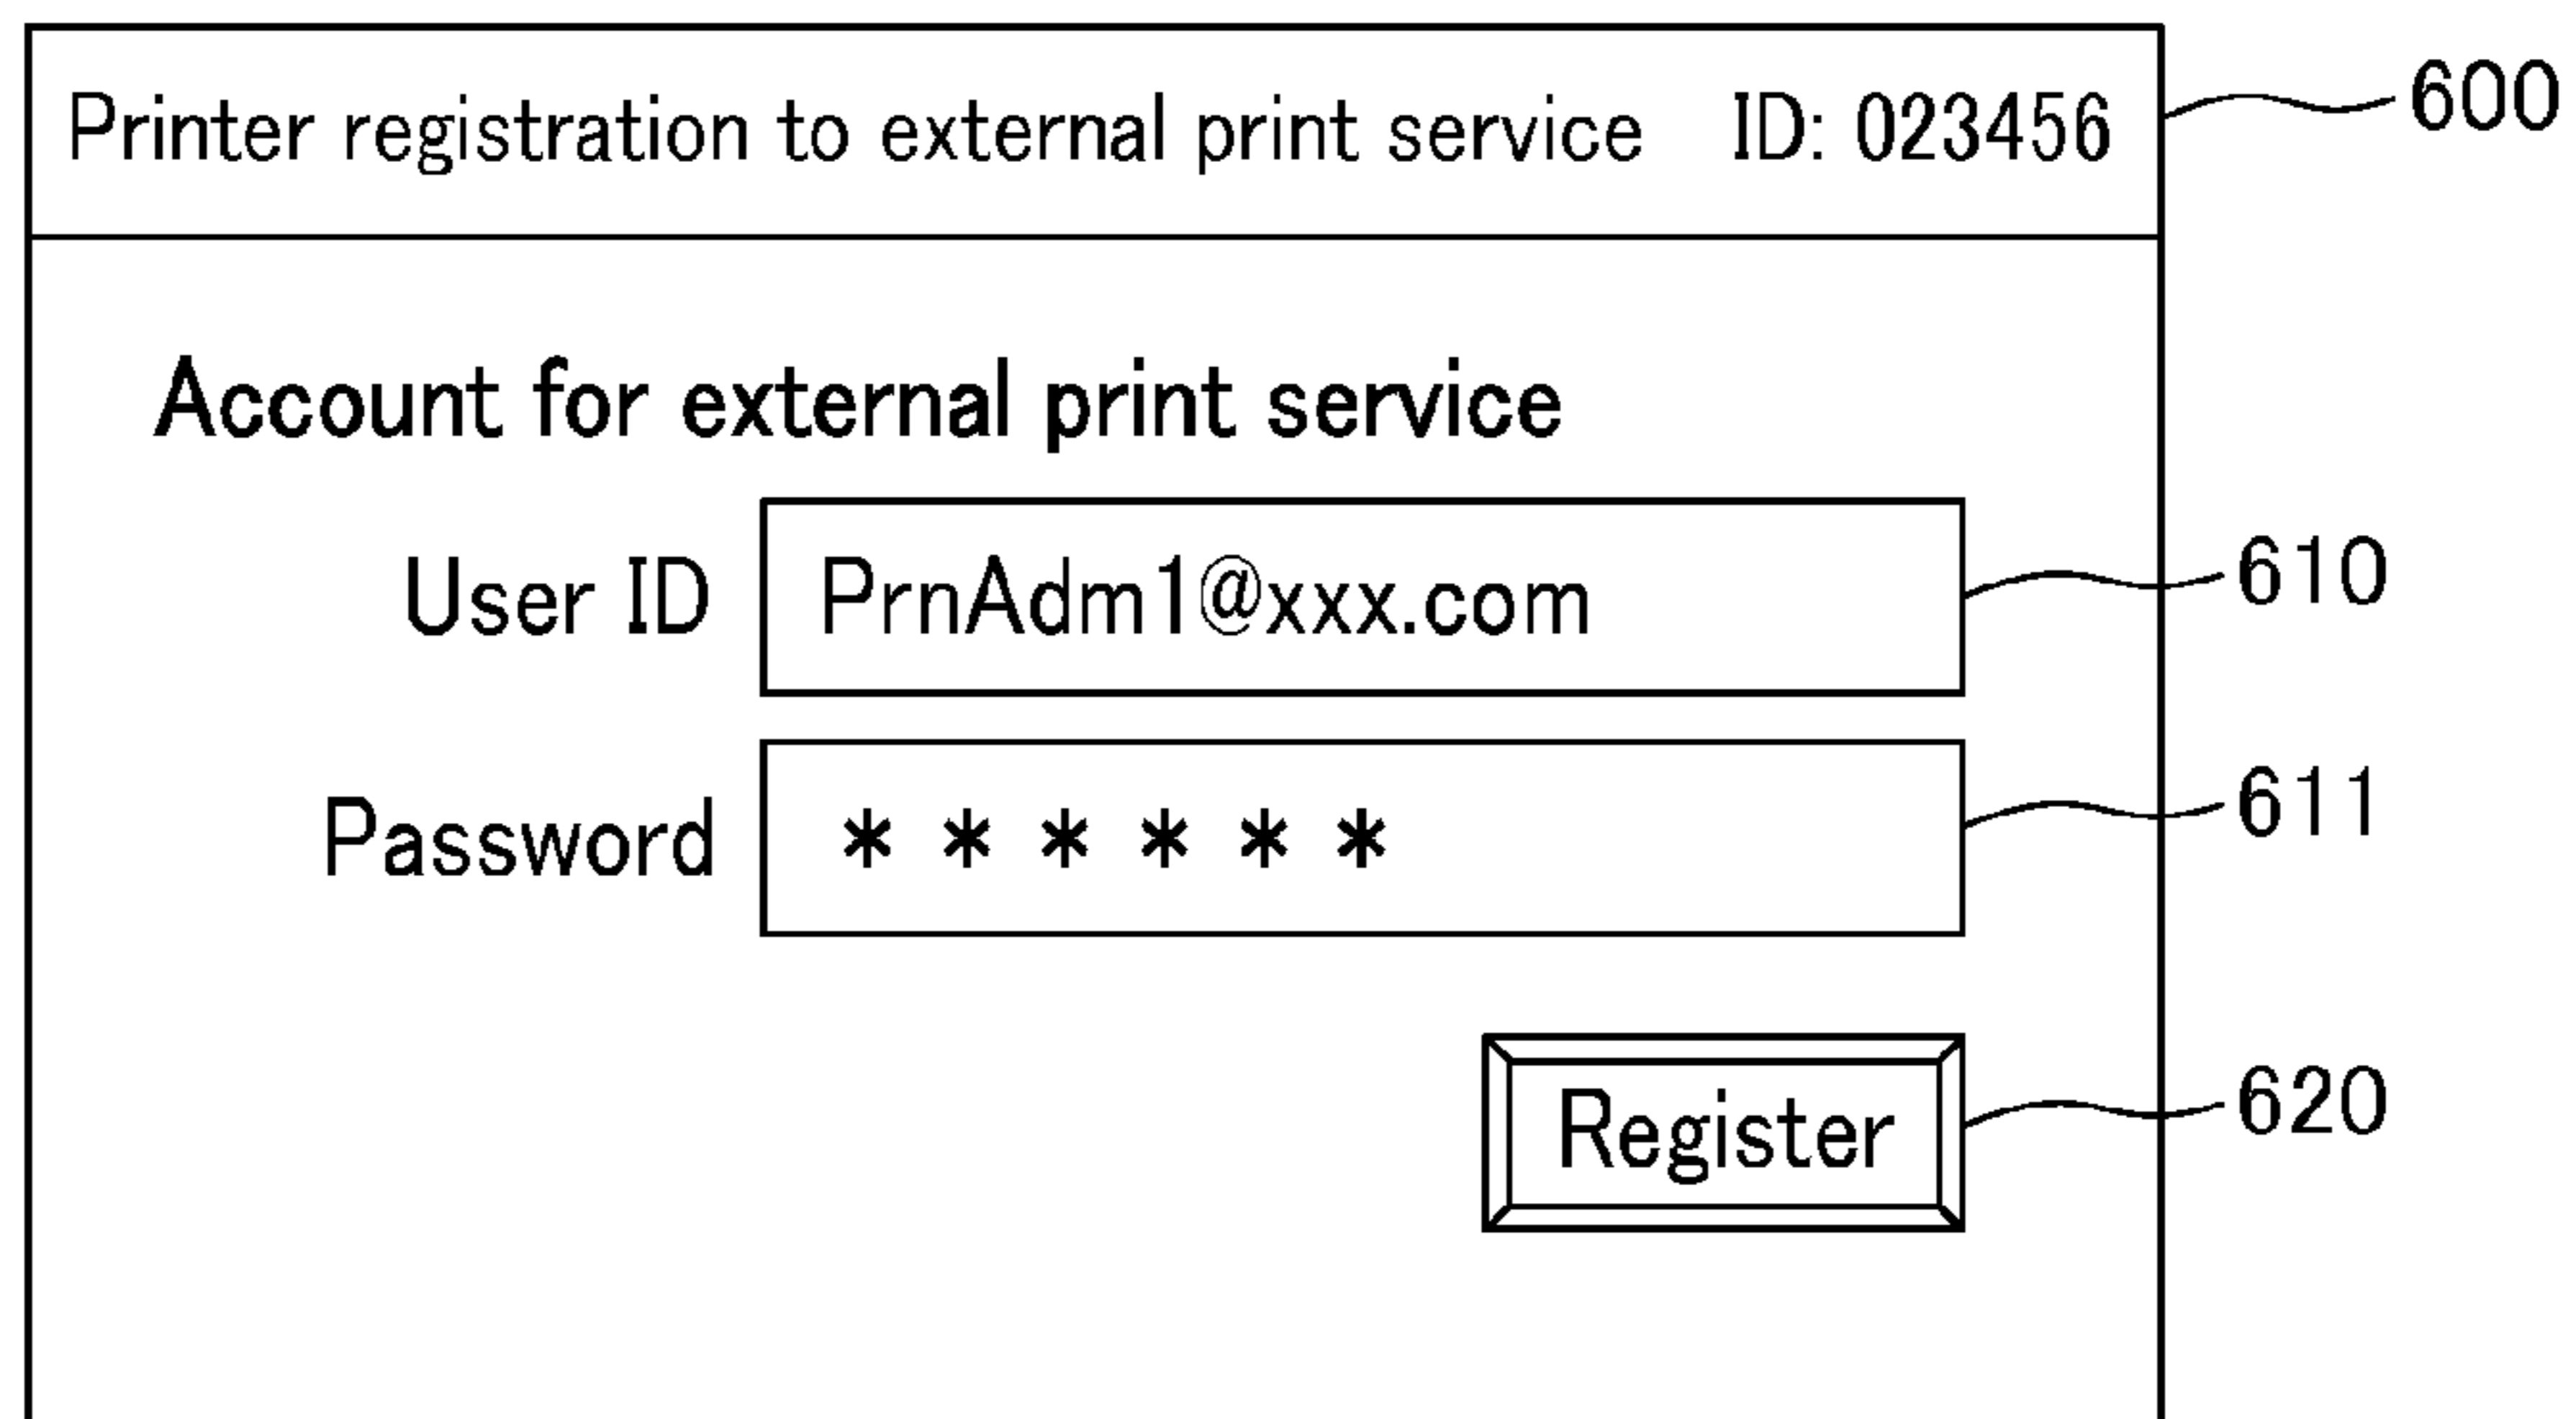 Printer registration to external print service ID: 023456 600
Account for external print service
User ID PrnAdm1@xxx.com 610
Password ****** 611
Register 620